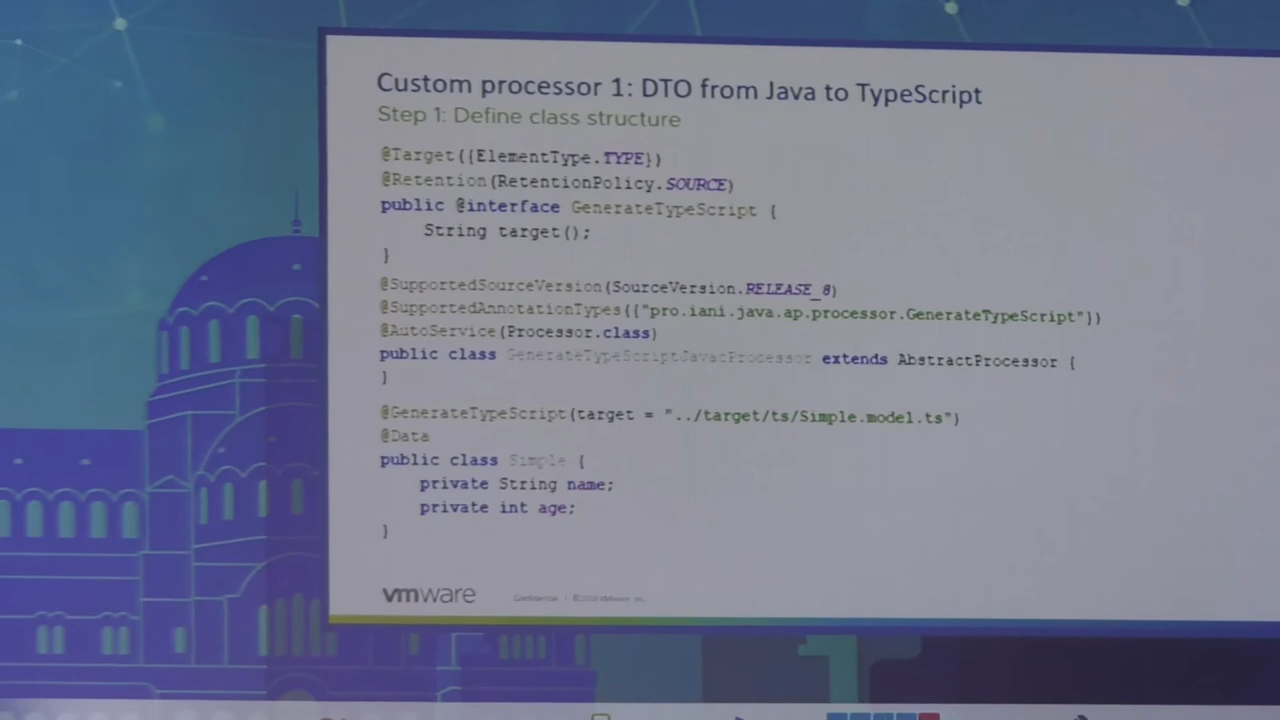 Custom processor 1: DTO from Java to TypeScript
Step 1: Define class structure
@Target({ElementType.TYPE})
@Retention(RetentionPolicy.SOURCE)
public @interface GenerateTypeScript {
    String target();
}
@SupportedSourceVersion(SourceVersion.RELEASE_8)
@SupportedAnnotationTypes({"pro.iani.java.ap.processor.GenerateTypeScript"})
@AutoService(Processor.class)
public class GenerateTypeScriptJavacProcessor extends AbstractProcessor {
}
@GenerateTypeScript(target = "../target/ts/Simple.model.ts")
@Data
public class Simple {
    private String name;
    private int age;
}
vmware
Confidential | VMware, Inc.